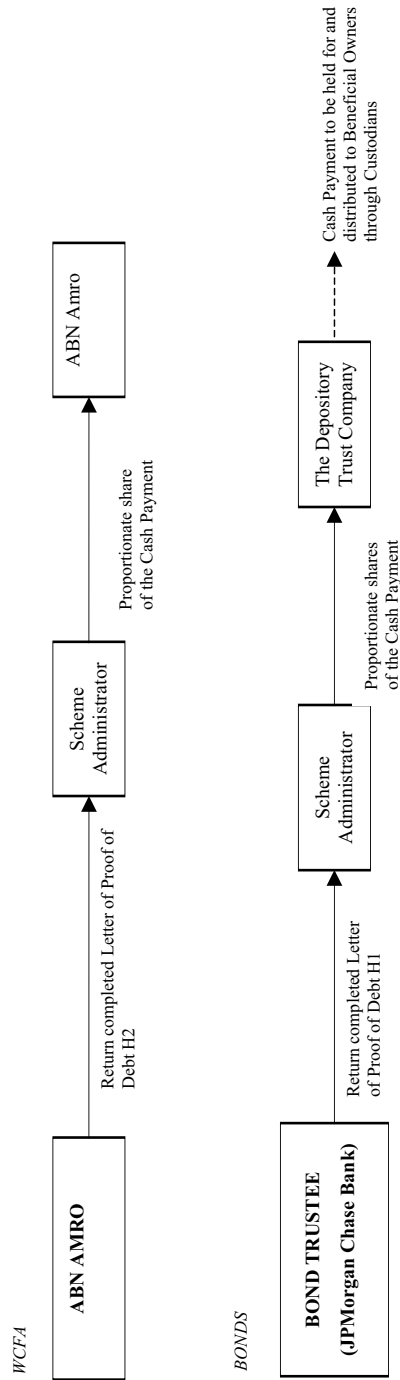 WCFA
ABN AMRO
Return completed Letter of Proof of
Debt H2
Scheme
Administrator
Proportionate share
of the Cash Payment
ABN Amro
BONDS
BOND TRUSTEE
(JPMorgan Chase Bank)
Return completed Letter
of Proof of Debt H1
Scheme
Administrator
Proportionate shares
of the Cash Payment
The Depository
Trust Company
Cash Payment to be held for and
distributed to Beneficial Owners
through Custodians